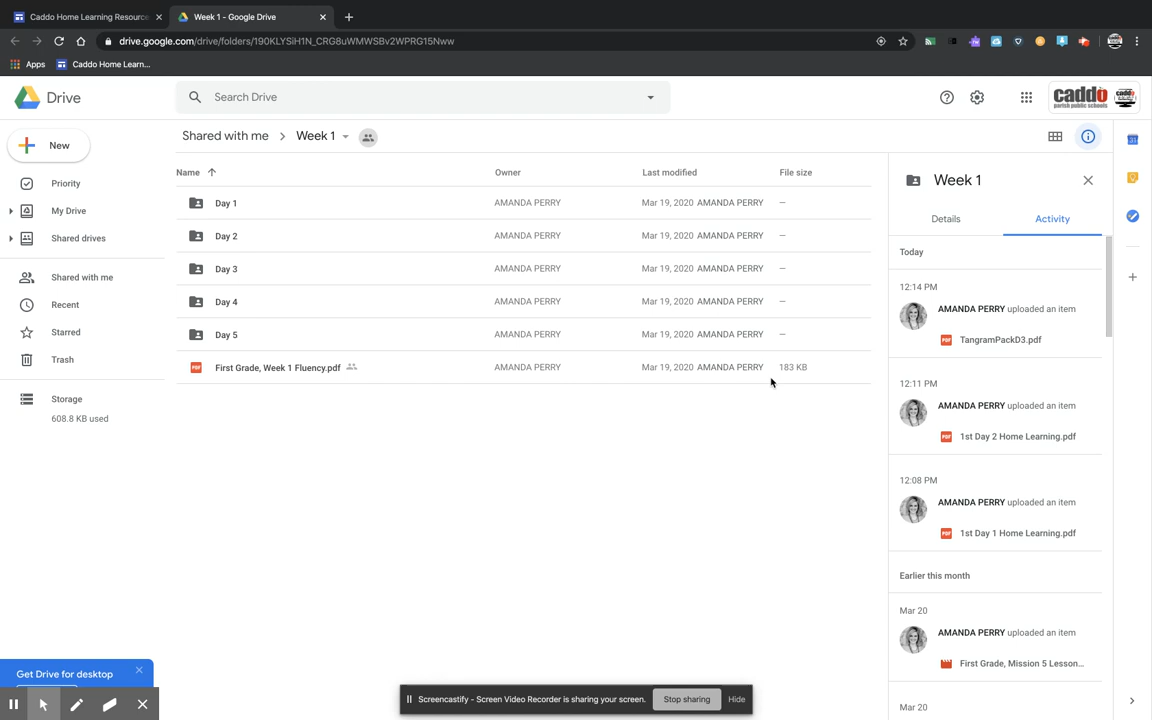 Caddo Home Learning Resource
Week 1 - Google Drive
drive.google.com/drive/folders/190KLYSiH1N_CRG8uWMWSBv2WPRG15Nww
Apps
Caddo Home Learn...
Drive
Search Drive
caddo
parish public schools
caddo
Shared with me > Week 1
New
Priority
My Drive
Shared drives
Shared with me
Recent
Starred
Trash
Storage
608.8 KB used
Name Owner Last modified File size
Day 1 AMANDA PERRY Mar 19, 2020 AMANDA PERRY —
Day 2 AMANDA PERRY Mar 19, 2020 AMANDA PERRY —
Day 3 AMANDA PERRY Mar 19, 2020 AMANDA PERRY —
Day 4 AMANDA PERRY Mar 19, 2020 AMANDA PERRY —
Day 5 AMANDA PERRY Mar 19, 2020 AMANDA PERRY —
PDF First Grade, Week 1 Fluency.pdf AMANDA PERRY Mar 19, 2020 AMANDA PERRY 183 KB
Week 1
Details Activity
Today
12:14 PM
AMANDA PERRY uploaded an item
PDF TangramPackD3.pdf
12:11 PM
AMANDA PERRY uploaded an item
PDF 1st Day 2 Home Learning.pdf
12:08 PM
AMANDA PERRY uploaded an item
PDF 1st Day 1 Home Learning.pdf
Earlier this month
Mar 20
AMANDA PERRY uploaded an item
First Grade, Mission 5 Lesson...
Mar 20
31
Get Drive for desktop
Screencastify - Screen Video Recorder is sharing your screen.
Stop sharing
Hide